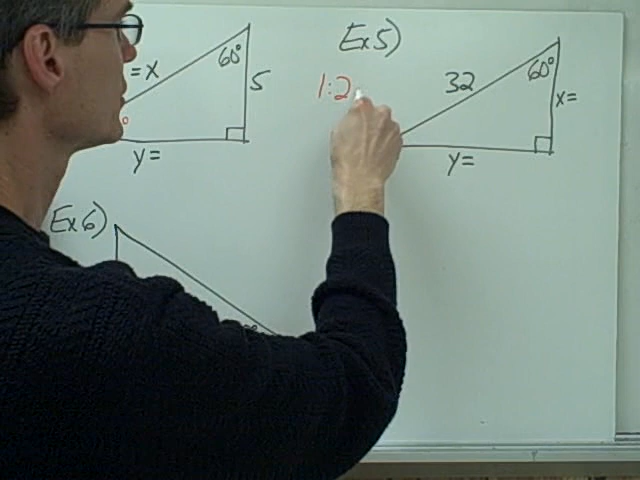 =x
60°
5
°
y=
Ex5)
1:2
32
60°
x=
y=
Ex6)